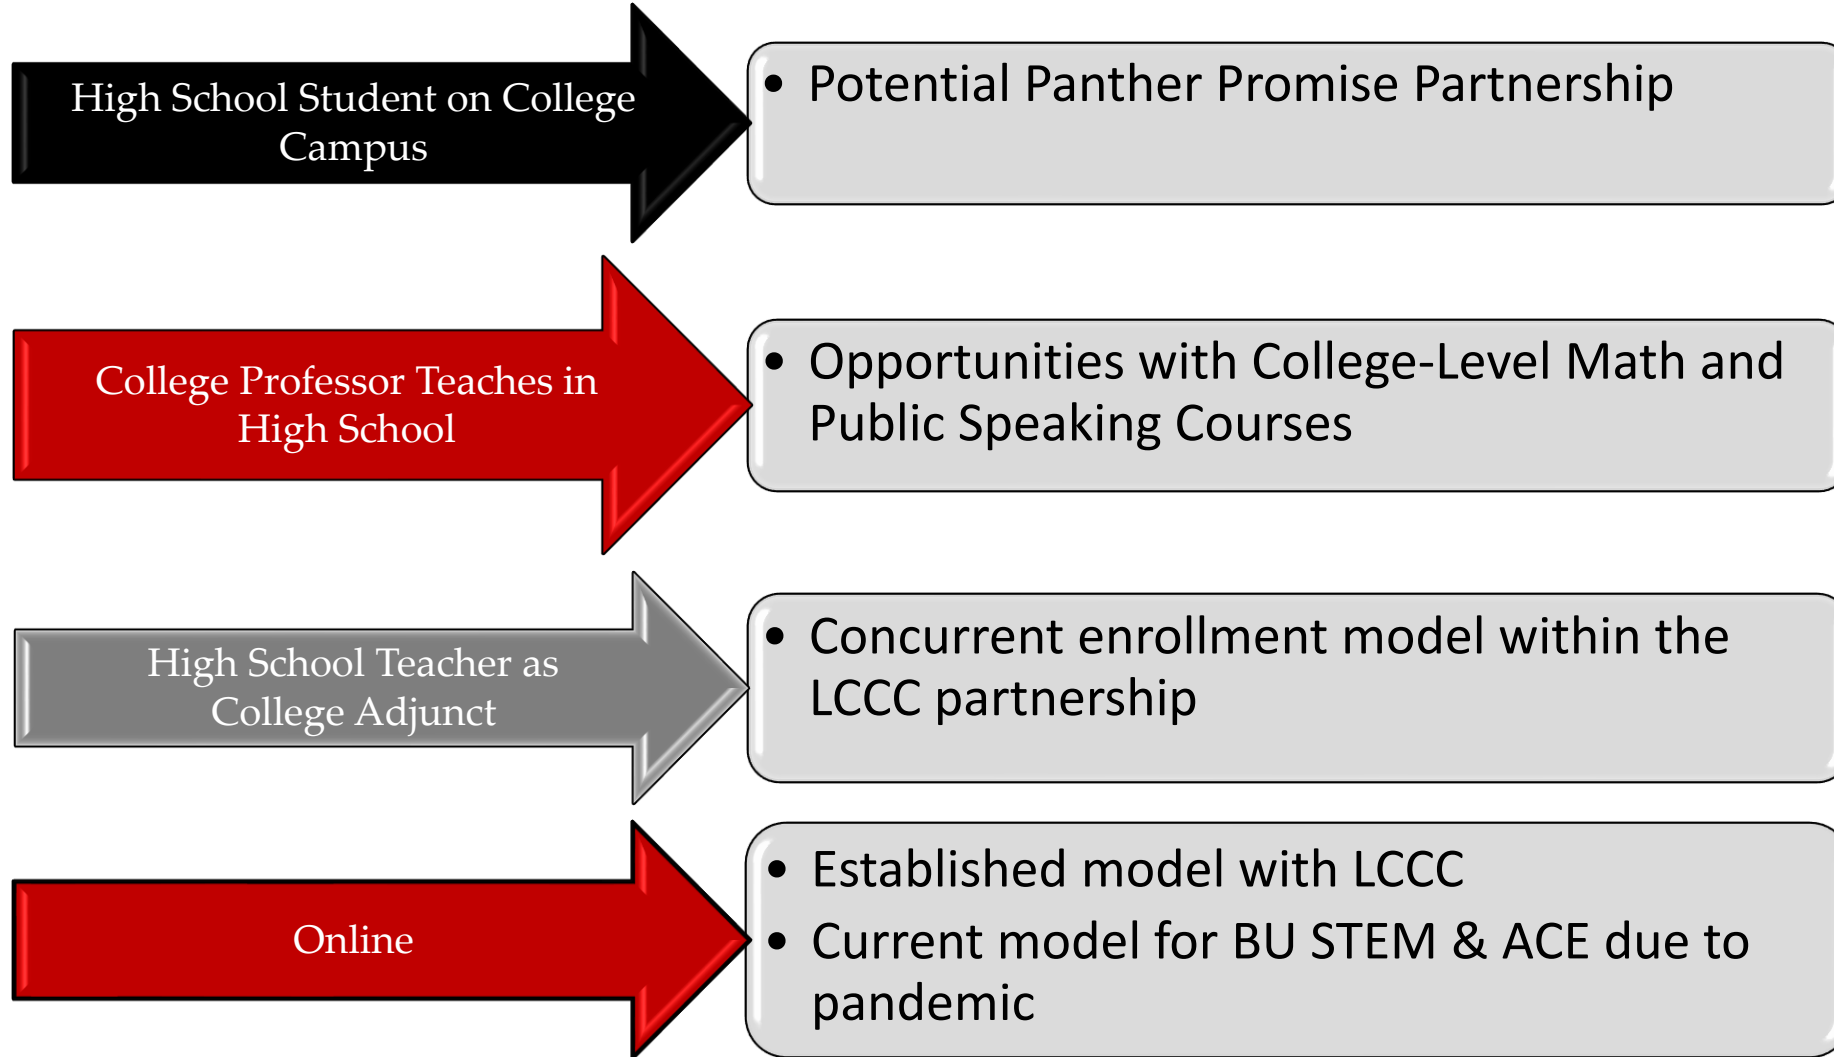 High School Student on College
Campus
• Potential Panther Promise Partnership
College Professor Teaches in
High School
• Opportunities with College-Level Math and
Public Speaking Courses
High School Teacher as
College Adjunct
• Concurrent enrollment model within the
LCCC partnership
Online
• Established model with LCCC
• Current model for BU STEM & ACE due to
pandemic